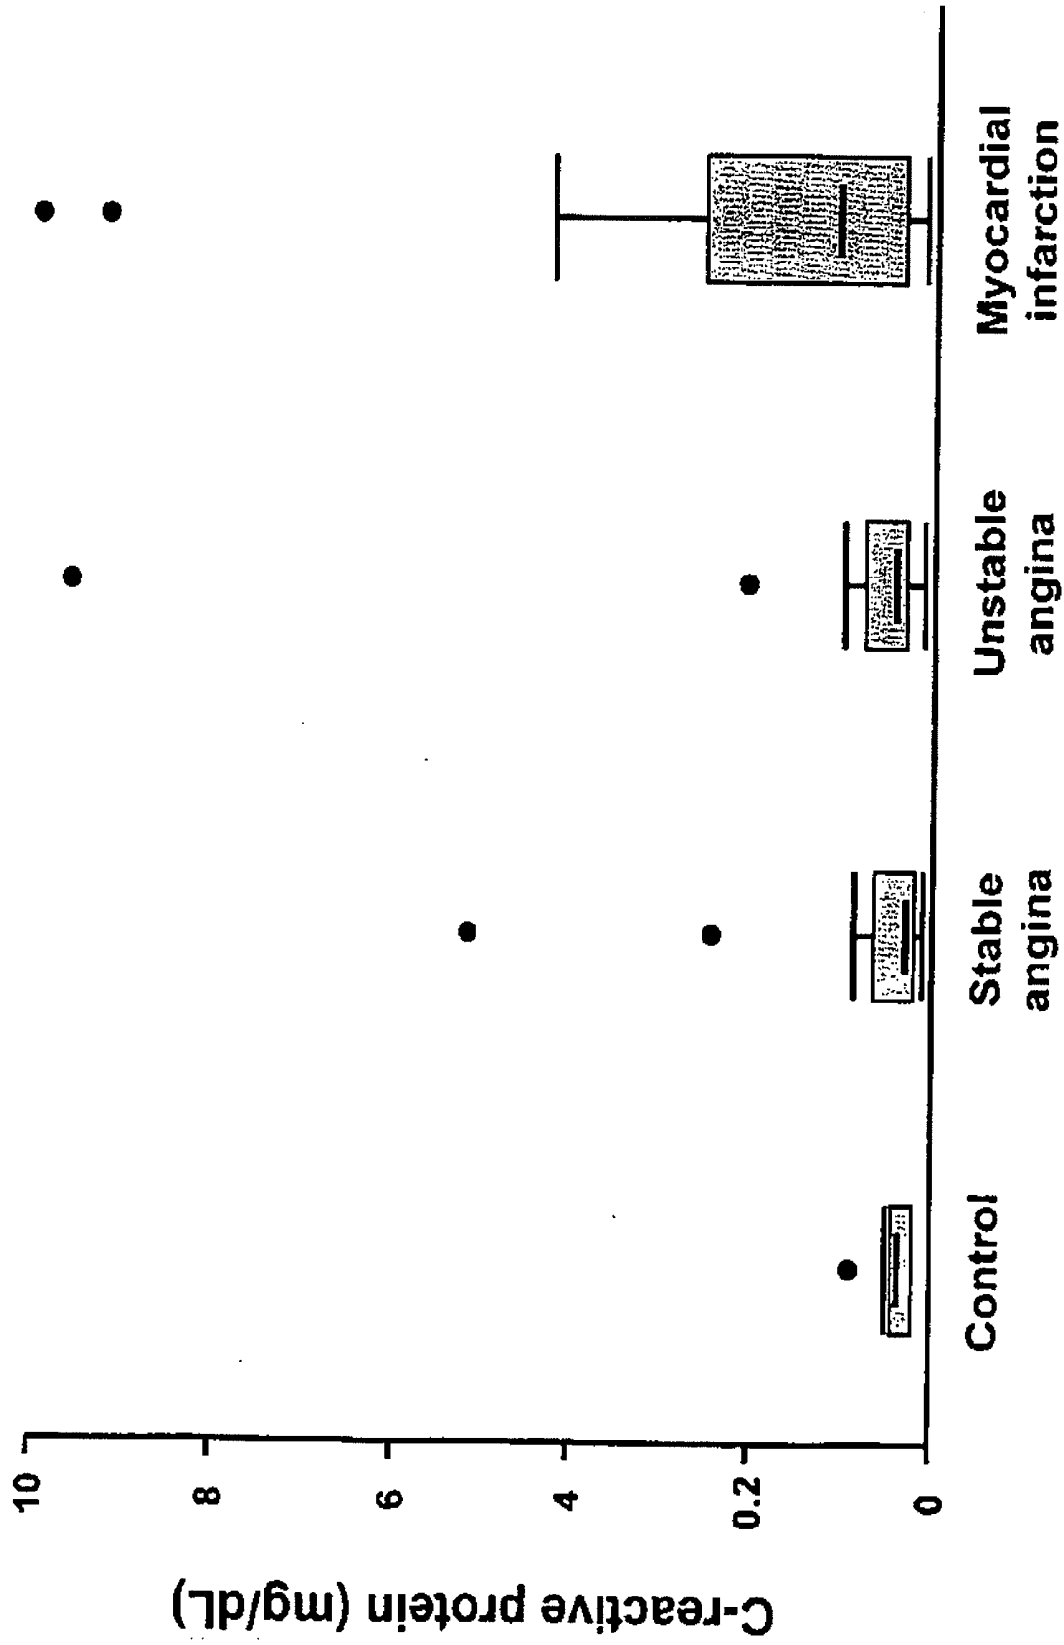 C-reactive protein (mg/dL)
10
8
6
4
0.2
0
Control
Stable
angina
Unstable
angina
Myocardial
infarction